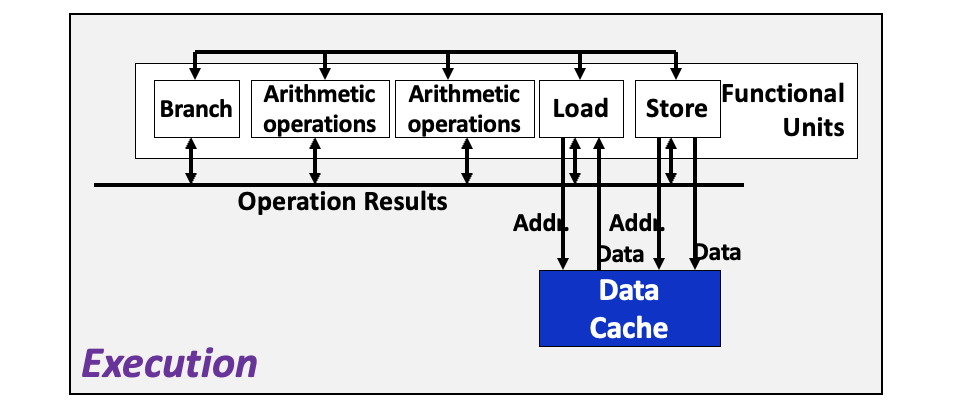 Branch
Arithmetic
operations
Arithmetic
operations
Load
Store
Functional
Units
Operation Results
Addr.
Addr.
Data
Data
Data
Cache
Execution